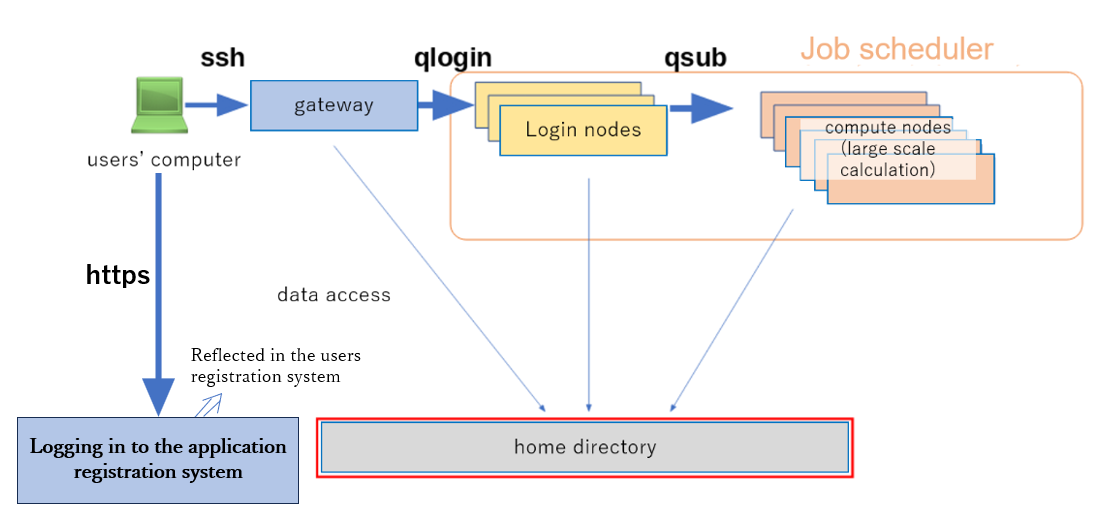 Job scheduler
ssh
qlogin
qsub
gateway
Login nodes
compute nodes
(large scale
calculation)
users’ computer
https
data access
Reflected in the users
registration system
Logging in to the application
registration system
home directory